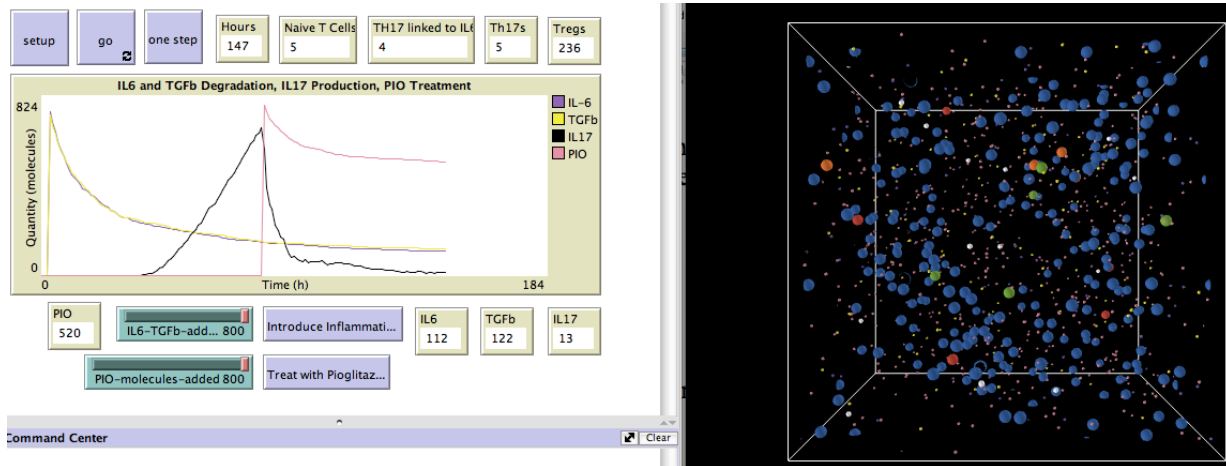 setup
go
one step
Hours
147
Naive T Cells
5
TH17 linked to IL6
4
Th17s
5
Tregs
236
IL6 and TGFb Degradation, IL17 Production, PIO Treatment
824
Quantity (molecules)
0
0
Time (h)
184
IL-6
TGFb
IL17
PIO
PIO
520
IL6-TGFb-add... 800
Introduce Inflammati...
IL6
112
TGFb
122
IL17
13
PIO-molecules-added 800
Treat with Pioglitaz...
Command Center
Clear